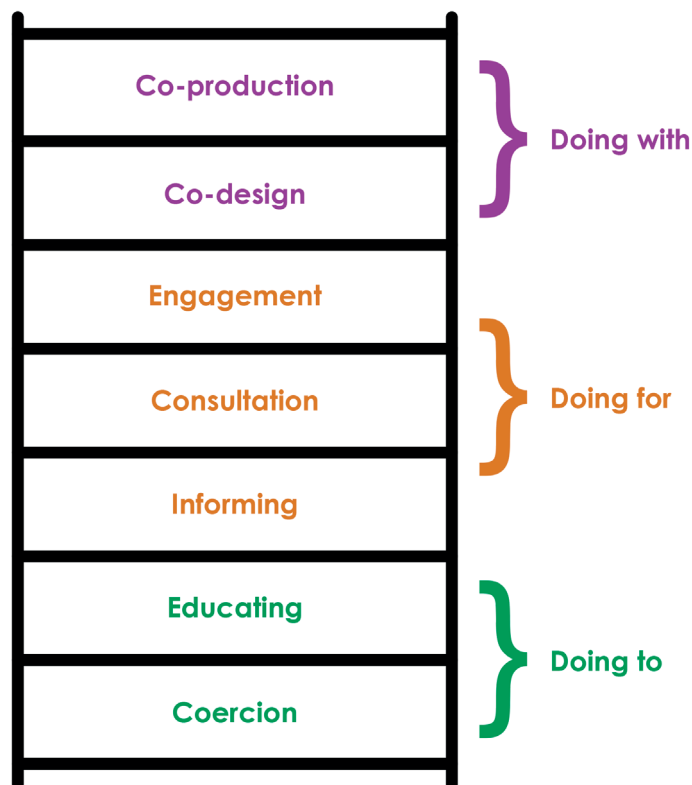 Co-production
Co-design
Doing with
Engagement
Consultation
Informing
Doing for
Educating
Coercion
Doing to